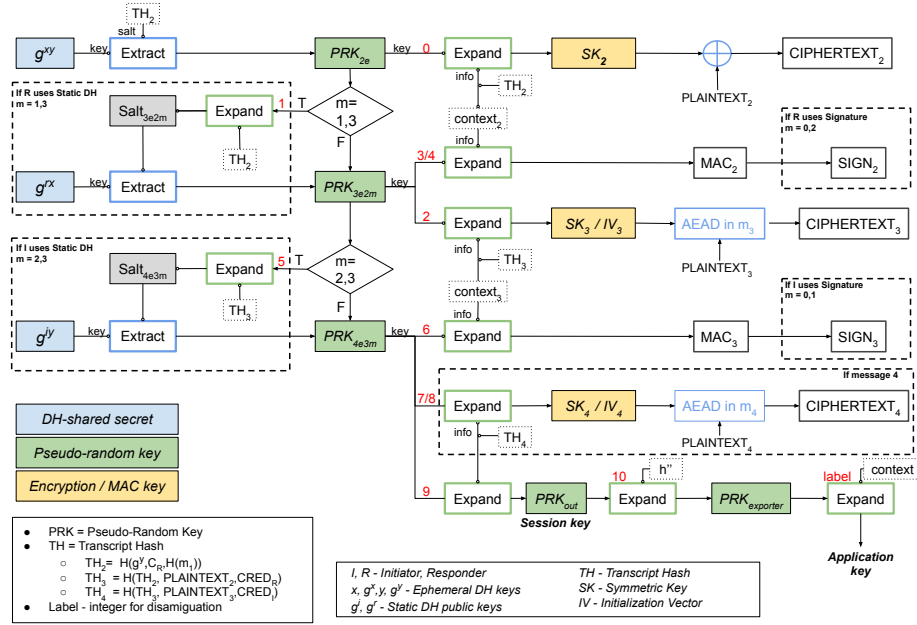 TH2
salt
g^xy
key
Extract
PRK2e
key
0
Expand
SK2
CIPHERTEXT2
PLAINTEXT2
info
TH2
If R uses Static DH
m = 1,3
Salt3e2m
Expand
1
T
m=
1,3
F
TH2
context2
info
If R uses Signature
m = 0,2
3/4
Expand
MAC2
SIGN2
g^rx
key
Extract
PRK3e2m
key
2
Expand
SK3 / IV3
AEAD in m3
CIPHERTEXT3
info
TH3
PLAINTEXT3
If I uses Static DH
m = 2,3
Salt4e3m
Expand
5
T
m=
2,3
F
TH3
context3
info
If I uses Signature
m = 0,1
g^iy
key
Extract
PRK4e3m
key
6
Expand
MAC3
SIGN3
If message 4
7/8
Expand
SK4 / IV4
AEAD in m4
CIPHERTEXT4
info
TH4
PLAINTEXT4
DH-shared secret
Pseudo-random key
Encryption / MAC key
9
Expand
PRKout
Session key
10
h''
Expand
PRKexporter
label
context
Expand
Application
key
● PRK = Pseudo-Random Key
● TH = Transcript Hash
○ TH2= H(g^y,CR,H(m1))
○ TH3 = H(TH2, PLAINTEXT2,CREDR)
○ TH4 = H(TH3, PLAINTEXT3,CREDI)
● Label - integer for disamiguation
I, R - Initiator, Responder
x, g^x,y, g^y - Ephemeral DH keys
g^i, g^r - Static DH public keys
TH - Transcript Hash
SK - Symmetric Key
IV - Initialization Vector